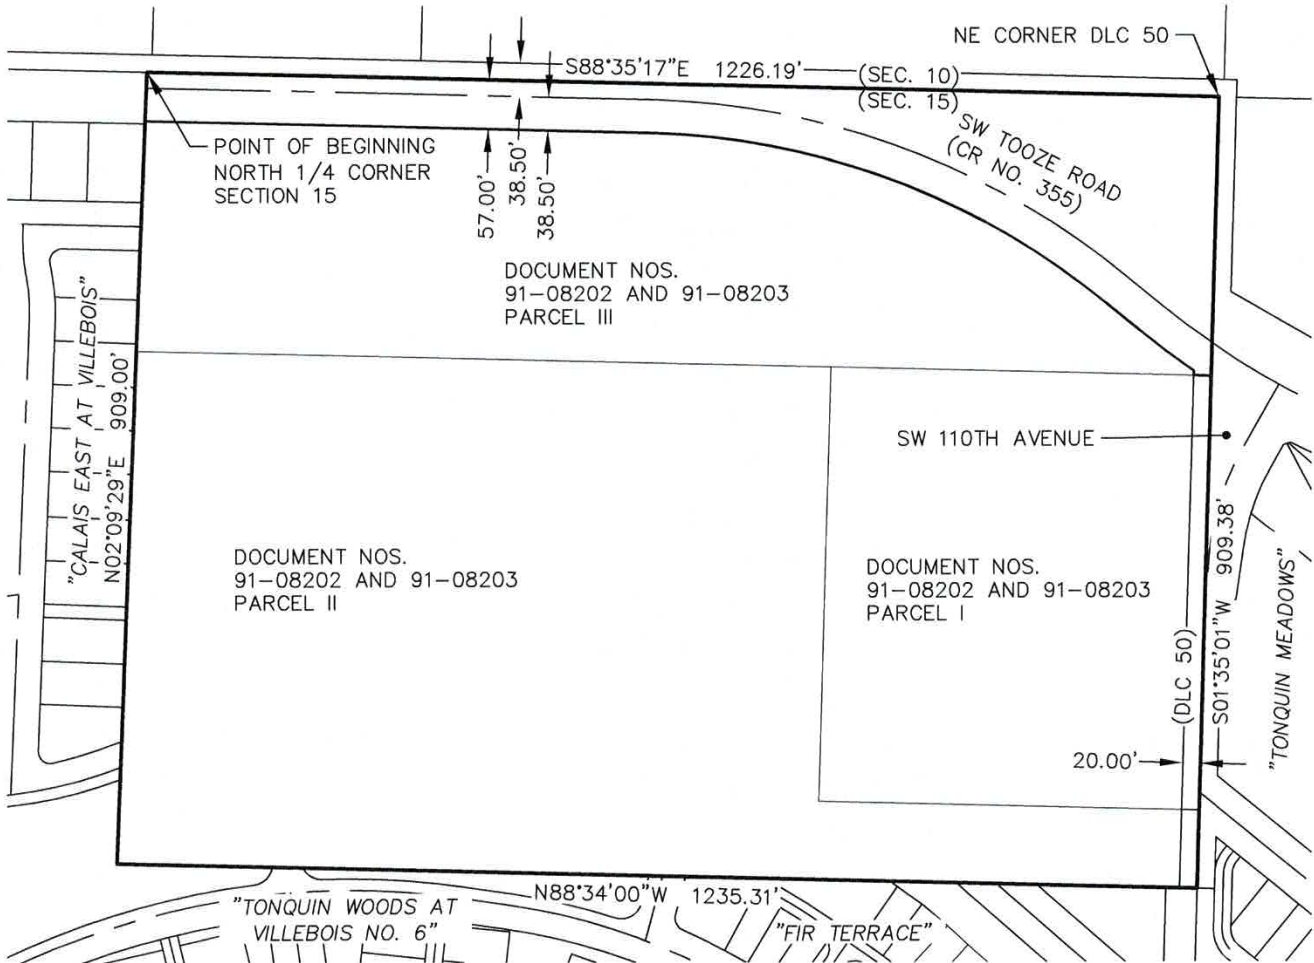 NE CORNER DLC 50
S88°35'17"E 1226.19'
(SEC. 10)
(SEC. 15)
SW TOOZE ROAD
(CR NO. 355)
POINT OF BEGINNING
NORTH 1/4 CORNER
SECTION 15
57.00'
38.50'
38.50'
DOCUMENT NOS.
91-08202 AND 91-08203
PARCEL III
"CALAIS EAST AT VILLEBOIS"
N02°09'29"E 909.00'
SW 110TH AVENUE
DOCUMENT NOS.
91-08202 AND 91-08203
PARCEL II
DOCUMENT NOS.
91-08202 AND 91-08203
PARCEL I
(DLC 50)
S01°35'01"W 909.38'
"TONQUIN MEADOWS"
20.00'
N88°34'00"W 1235.31'
"TONQUIN WOODS AT
VILLEBOIS NO. 6"
"FIR TERRACE"